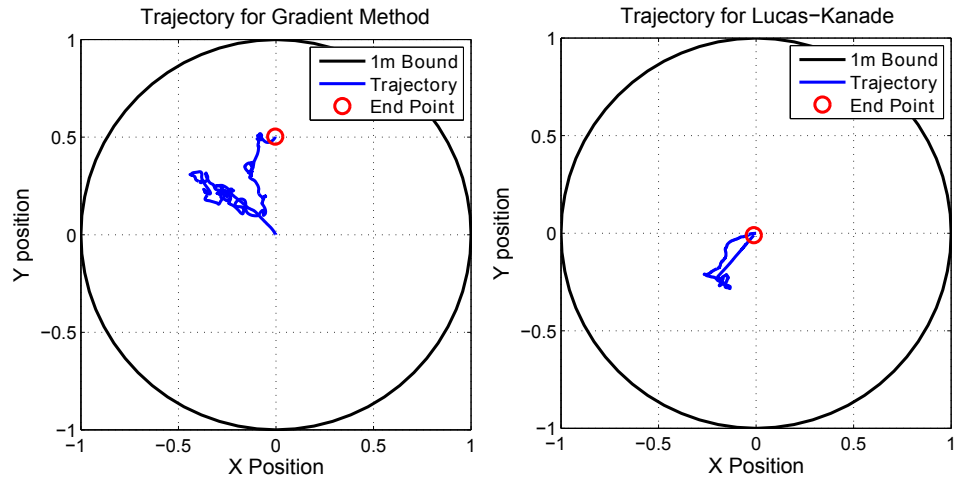 Trajectory for Gradient Method
1
0.5
0
−0.5
−1
−1
−0.5
0
0.5
1
X Position
Y position
1m Bound
Trajectory
End Point
Trajectory for Lucas−Kanade
1
0.5
0
−0.5
−1
−1
−0.5
0
0.5
1
X Position
Y position
1m Bound
Trajectory
End Point